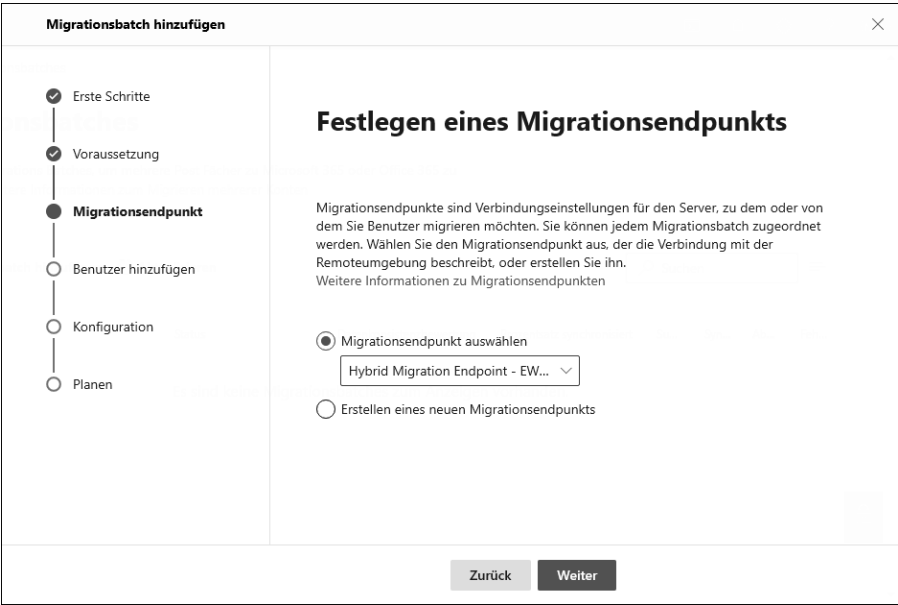 Migrationsbatch hinzufügen
Erste Schritte
Voraussetzung
Migrationsendpunkt
Benutzer hinzufügen
Konfiguration
Planen
Festlegen eines Migrationsendpunkts
Migrationsendpunkte sind Verbindungseinstellungen für den Server, zu dem oder von
dem Sie Benutzer migrieren möchten. Sie können jedem Migrationsbatch zugeordnet
werden. Wählen Sie den Migrationsendpunkt aus, der die Verbindung mit der
Remoteumgebung beschreibt, oder erstellen Sie ihn.
Weitere Informationen zu Migrationsendpunkten
Migrationsendpunkt auswählen
Hybrid Migration Endpoint - EW...
Erstellen eines neuen Migrationsendpunkts
Zurück
Weiter